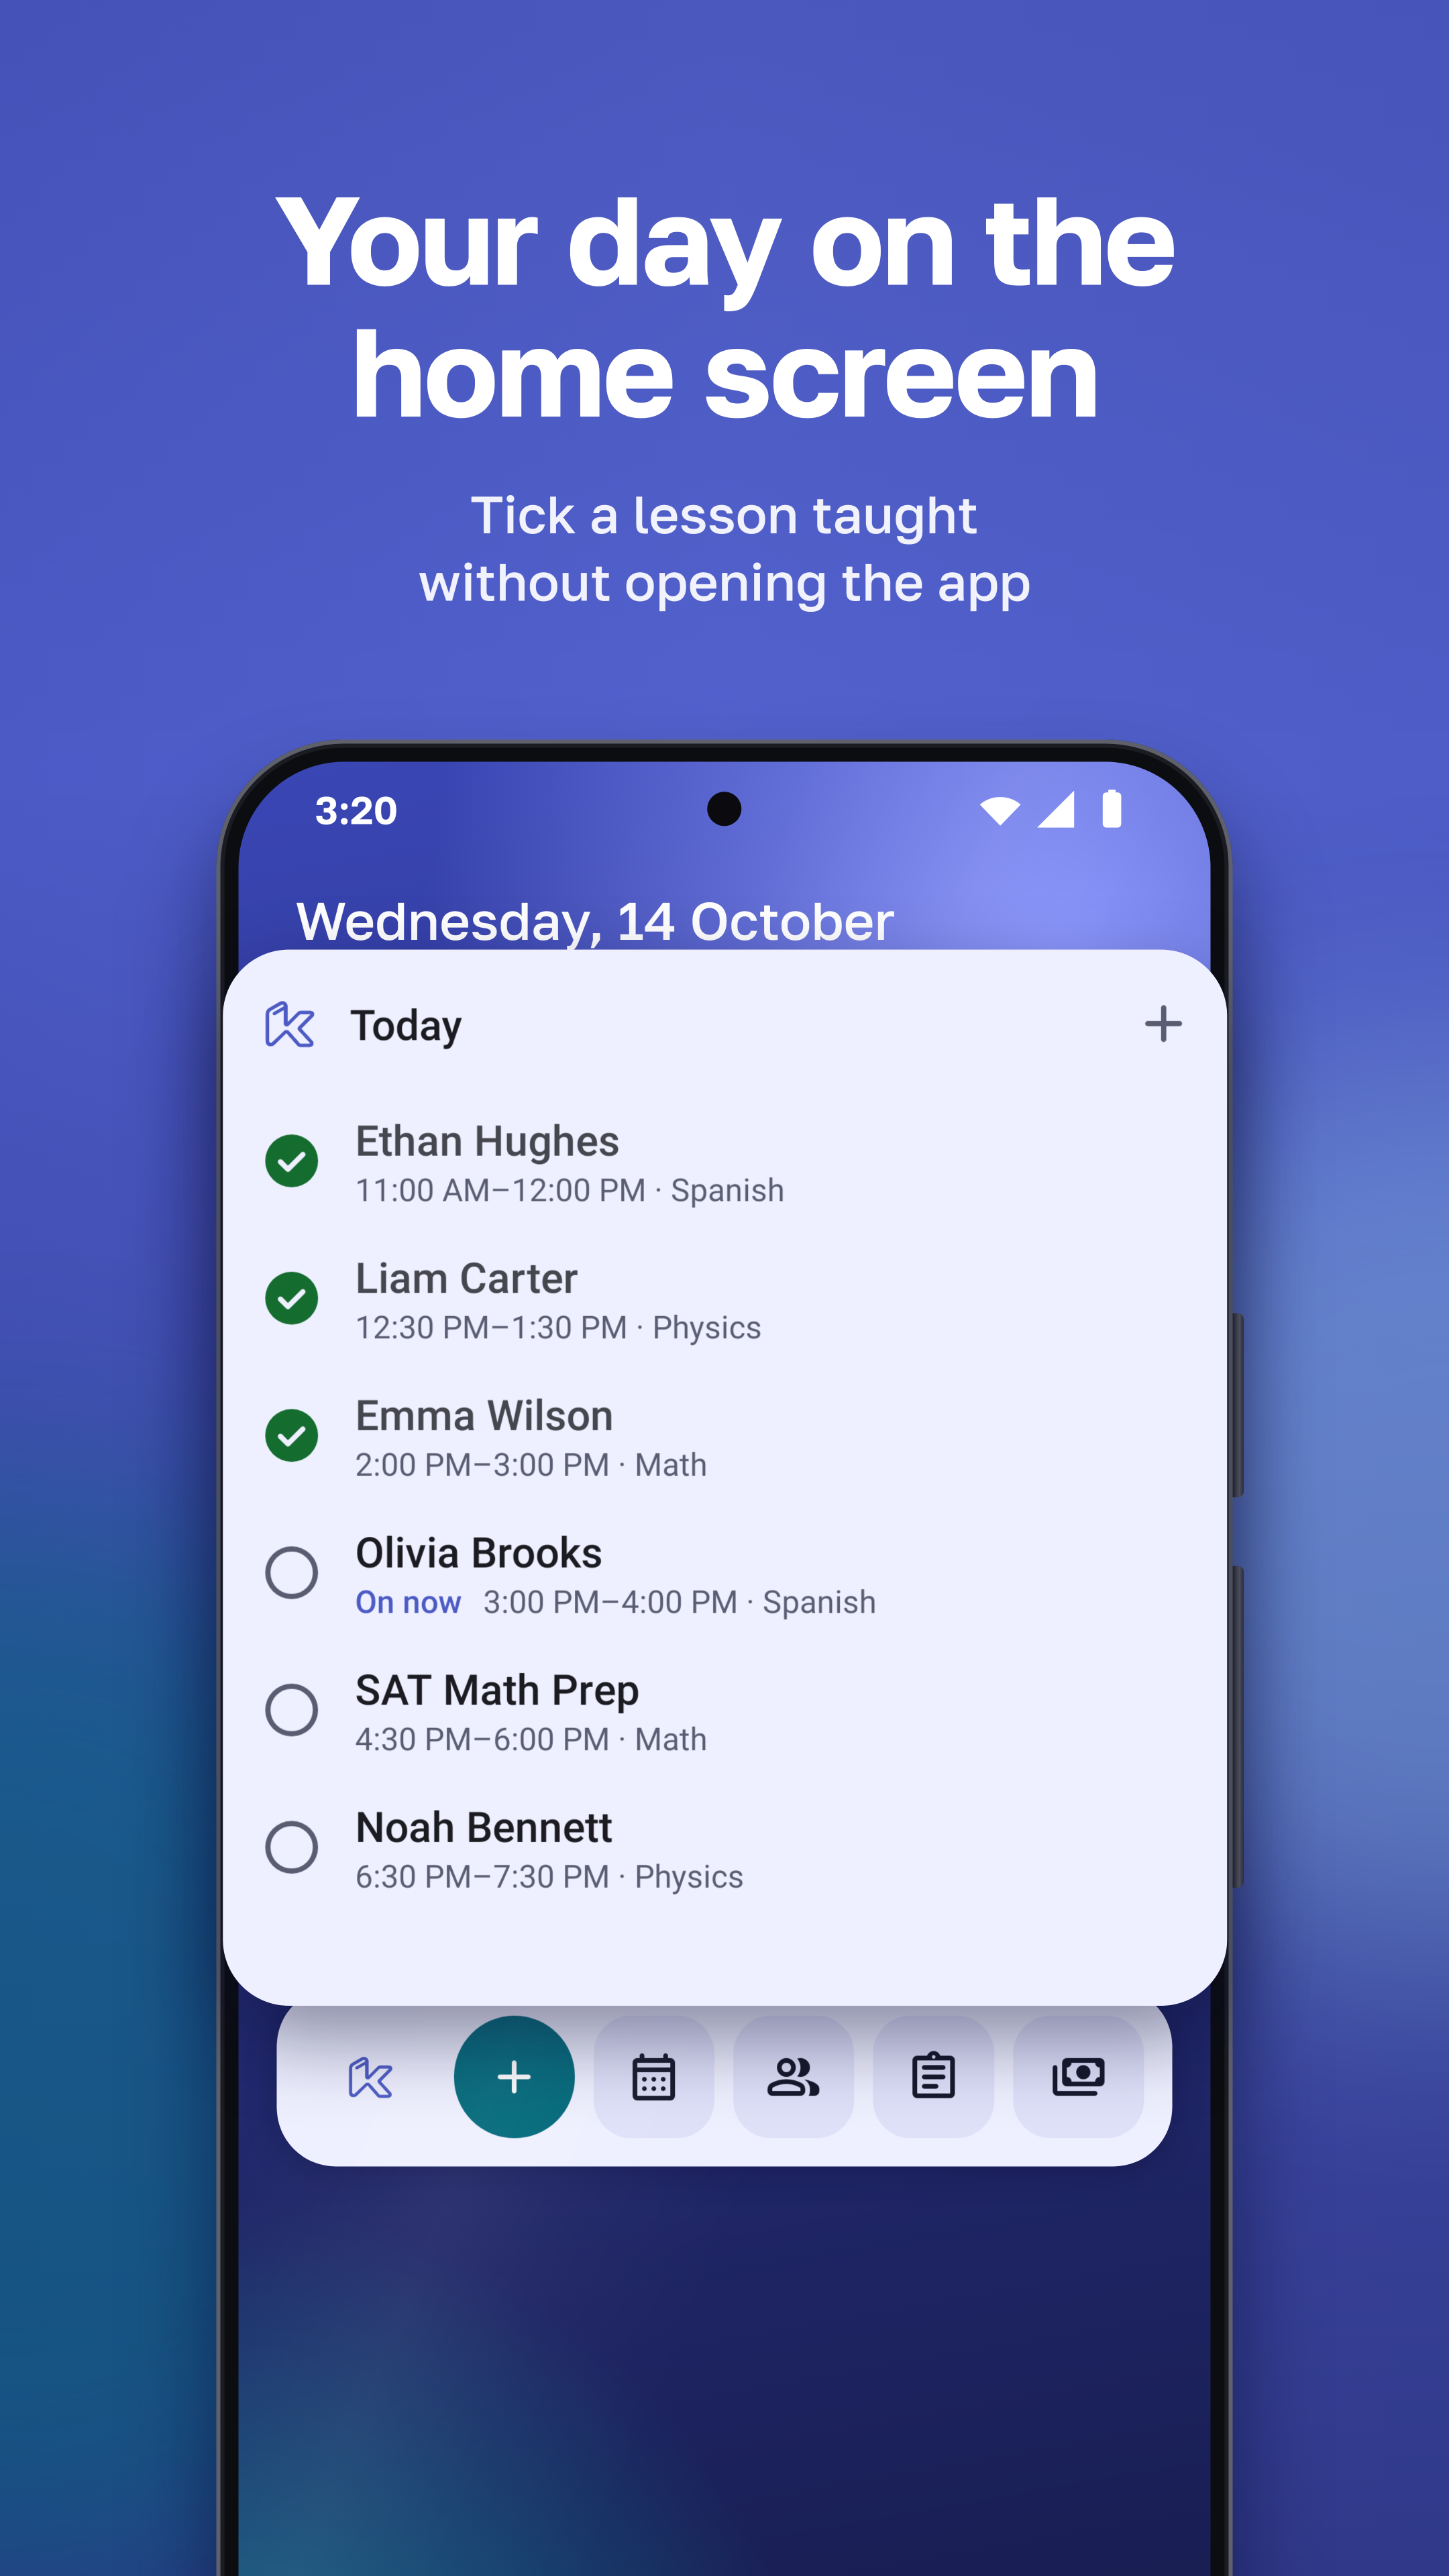 Your day on the
home screen
Tick a lesson taught
without opening the app
3:20
Wednesday, 14 October
Today
Ethan Hughes
11:00 AM–12:00 PM · Spanish
Liam Carter
12:30 PM–1:30 PM · Physics
Emma Wilson
2:00 PM–3:00 PM · Math
Olivia Brooks
On now 3:00 PM–4:00 PM · Spanish
SAT Math Prep
4:30 PM–6:00 PM · Math
Noah Bennett
6:30 PM–7:30 PM · Physics